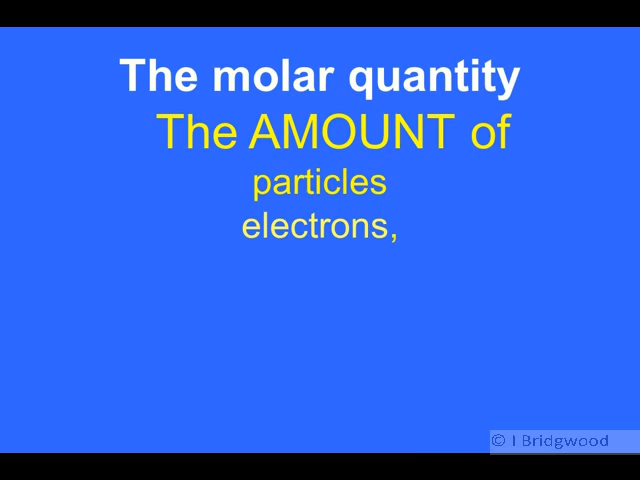 The molar quantity
The AMOUNT of
particles
electrons,
© I Bridgwood